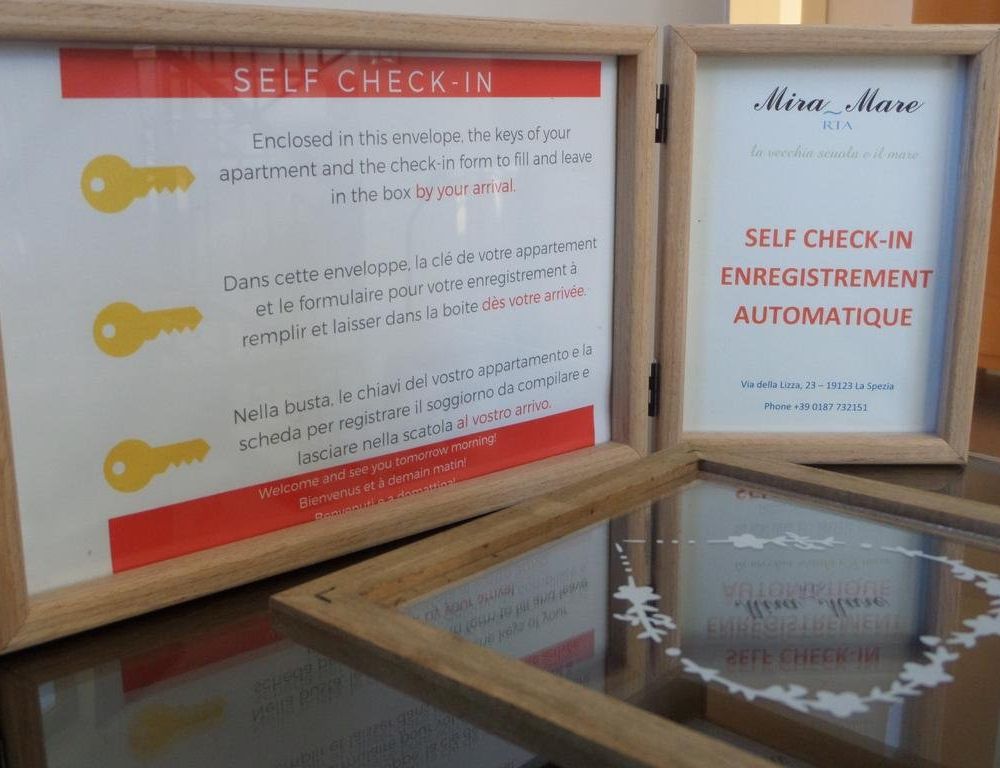 SELF CHECK-IN
Enclosed in this envelope, the keys of your
apartment and the check-in form to fill and leave
in the box by your arrival.
Dans cette enveloppe, la clé de votre appartement
et le formulaire pour votre enregistrement à
remplir et laisser dans la boite dès votre arrivée.
Nella busta, le chiavi del vostro appartamento e la
scheda per registrare il soggiorno da compilare e
lasciare nella scatola al vostro arrivo.
Welcome and see you tomorrow morning!
Bienvenus et à demain matin!
Benvenuti e a domattina!
Mira~Mare
RTA
la vecchia scuola e il mare
SELF CHECK-IN
ENREGISTREMENT
AUTOMATIQUE
Via della Lizza, 23 – 19123 La Spezia
Phone +39 0187 732151